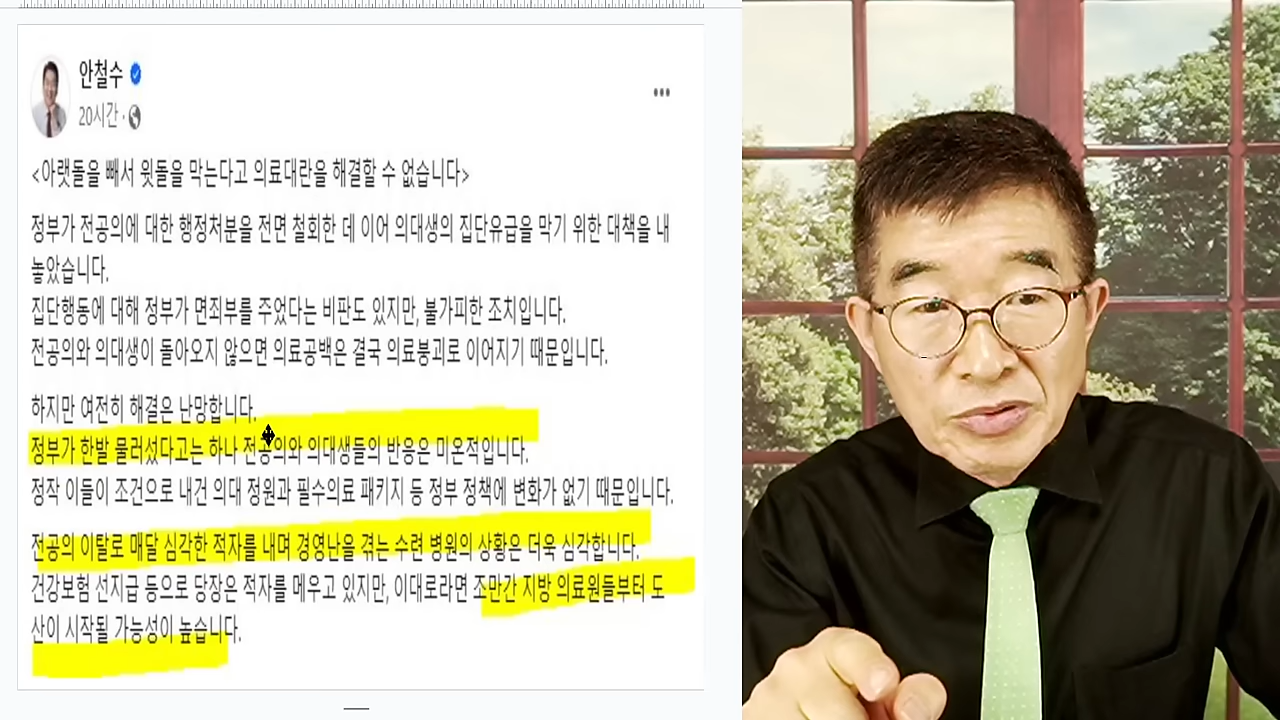 안철수
20시간 ·
<아랫돌을 빼서 윗돌을 막는다고 의료대란을 해결할 수 없습니다>
정부가 전공의에 대한 행정처분을 전면 철회한 데 이어 의대생의 집단유급을 막기 위한 대책을 내
놓았습니다.
집단행동에 대해 정부가 면죄부를 주었다는 비판도 있지만, 불가피한 조치입니다.
전공의와 의대생이 돌아오지 않으면 의료공백은 결국 의료붕괴로 이어지기 때문입니다.
하지만 여전히 해결은 난망합니다.
정부가 한발 물러섰다고는 하나 전공의와 의대생들의 반응은 미온적입니다.
정작 이들이 조건으로 내건 의대 정원과 필수의료 패키지 등 정부 정책에 변화가 없기 때문입니다.
전공의 이탈로 매달 심각한 적자를 내며 경영난을 겪는 수련 병원의 상황은 더욱 심각합니다.
건강보험 선지급 등으로 당장은 적자를 메우고 있지만, 이대로라면 조만간 지방 의료원들부터 도
산이 시작될 가능성이 높습니다.